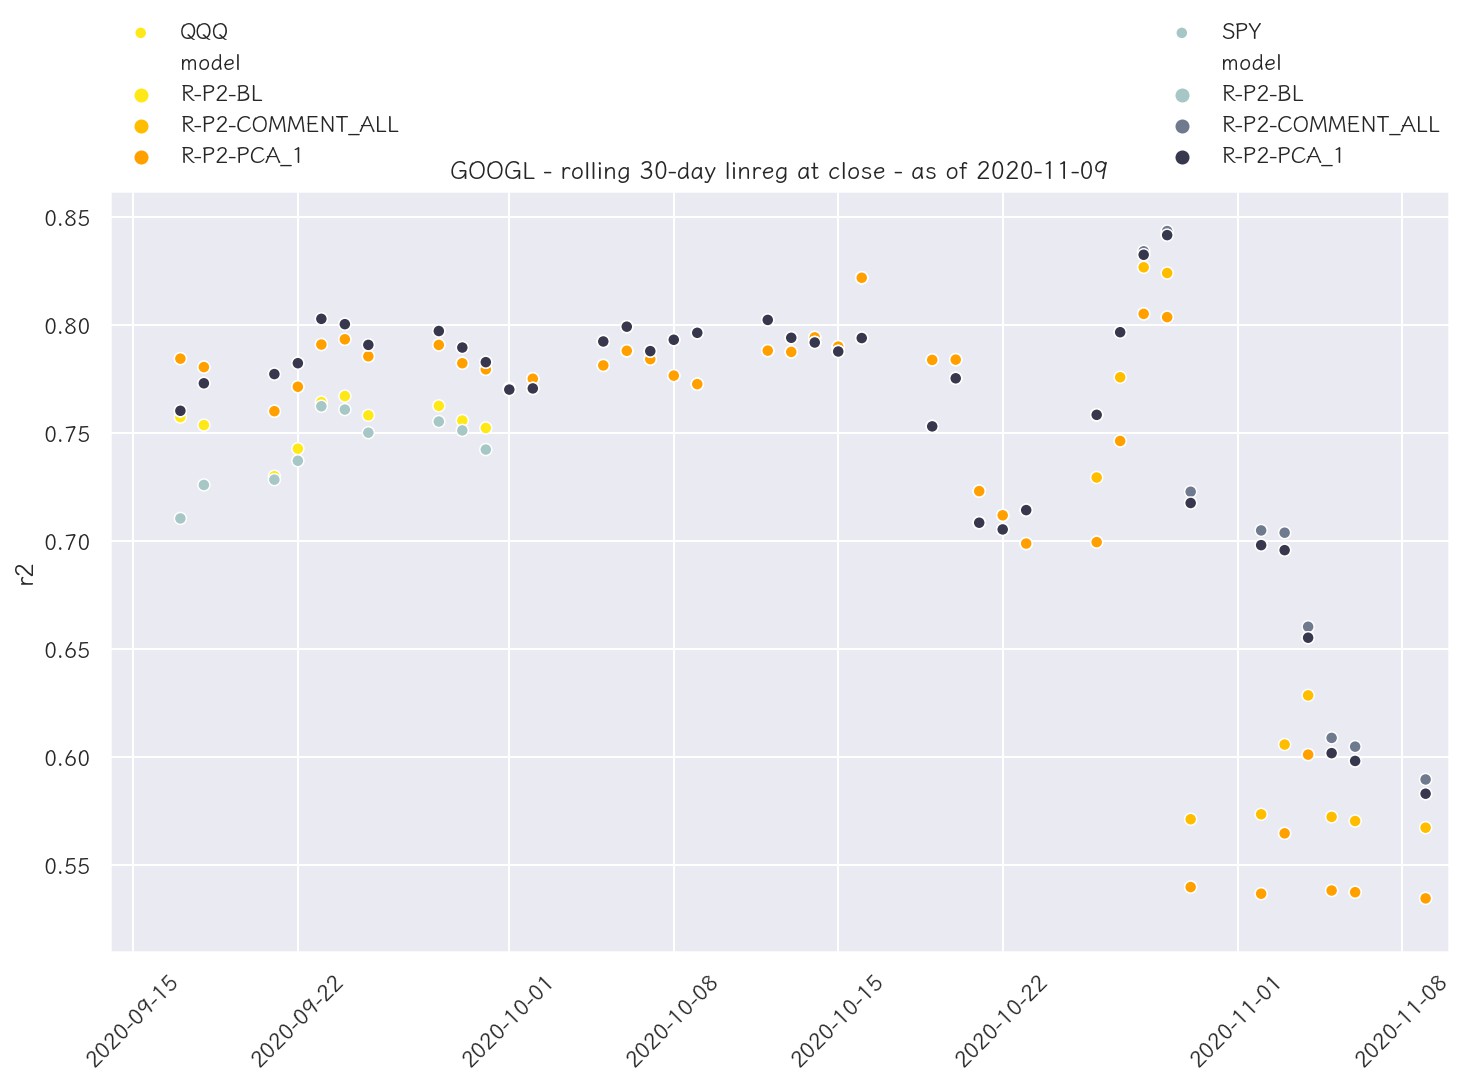 QQQ
model
R-P2-BL
R-P2-COMMENT_ALL
R-P2-PCA_1
SPY
model
R-P2-BL
R-P2-COMMENT_ALL
R-P2-PCA_1
GOOGL - rolling 30-day linreg at close - as of 2020-11-09
0.85
0.80
0.75
0.70
0.65
0.60
0.55
r2
2020-09-15
2020-09-22
2020-10-01
2020-10-08
2020-10-15
2020-10-22
2020-11-01
2020-11-08